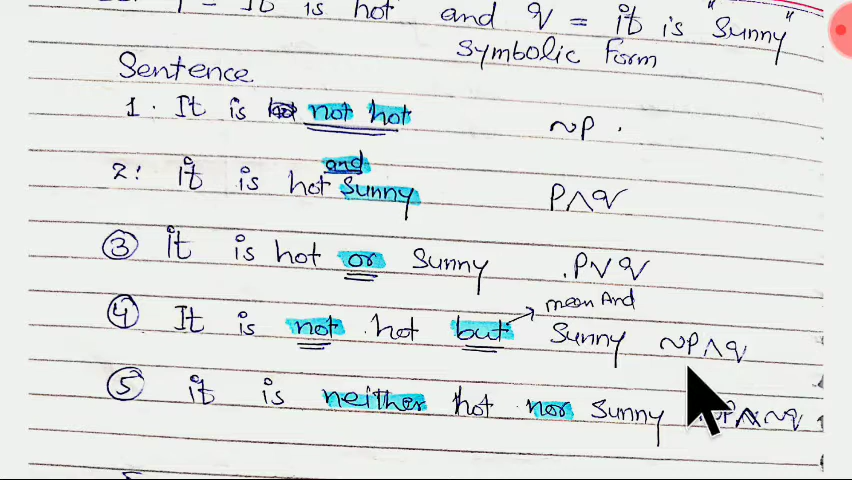 P = It is hot and q = it is "Sunny"
Sentence Symbolic Form
1. It is not hot ~P.
2: it is hot and Sunny P∧q
③ it is hot or Sunny .P∨q
④ It is not hot but → mean And Sunny ~P∧q
⑤ it is neither hot nor Sunny ~P∧~q